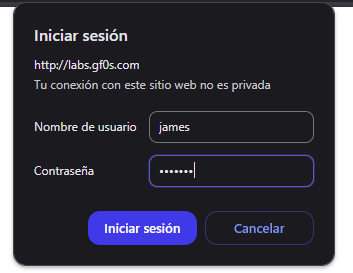 Iniciar sesión
http://labs.gf0s.com
Tu conexión con este sitio web no es privada
Nombre de usuario james
Contraseña •••••••
Iniciar sesión Cancelar